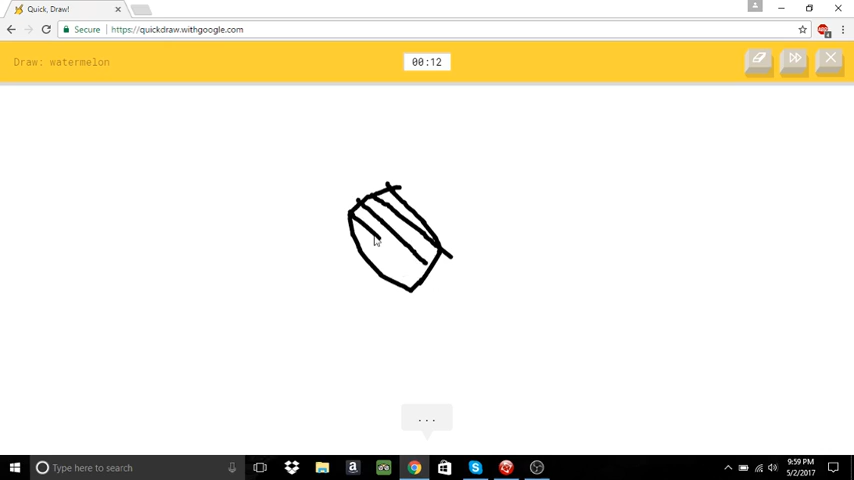 Quick, Draw!
Secure
https://quickdraw.withgoogle.com
Draw: watermelon
00:12
...
Type here to search
9:59 PM
5/2/2017